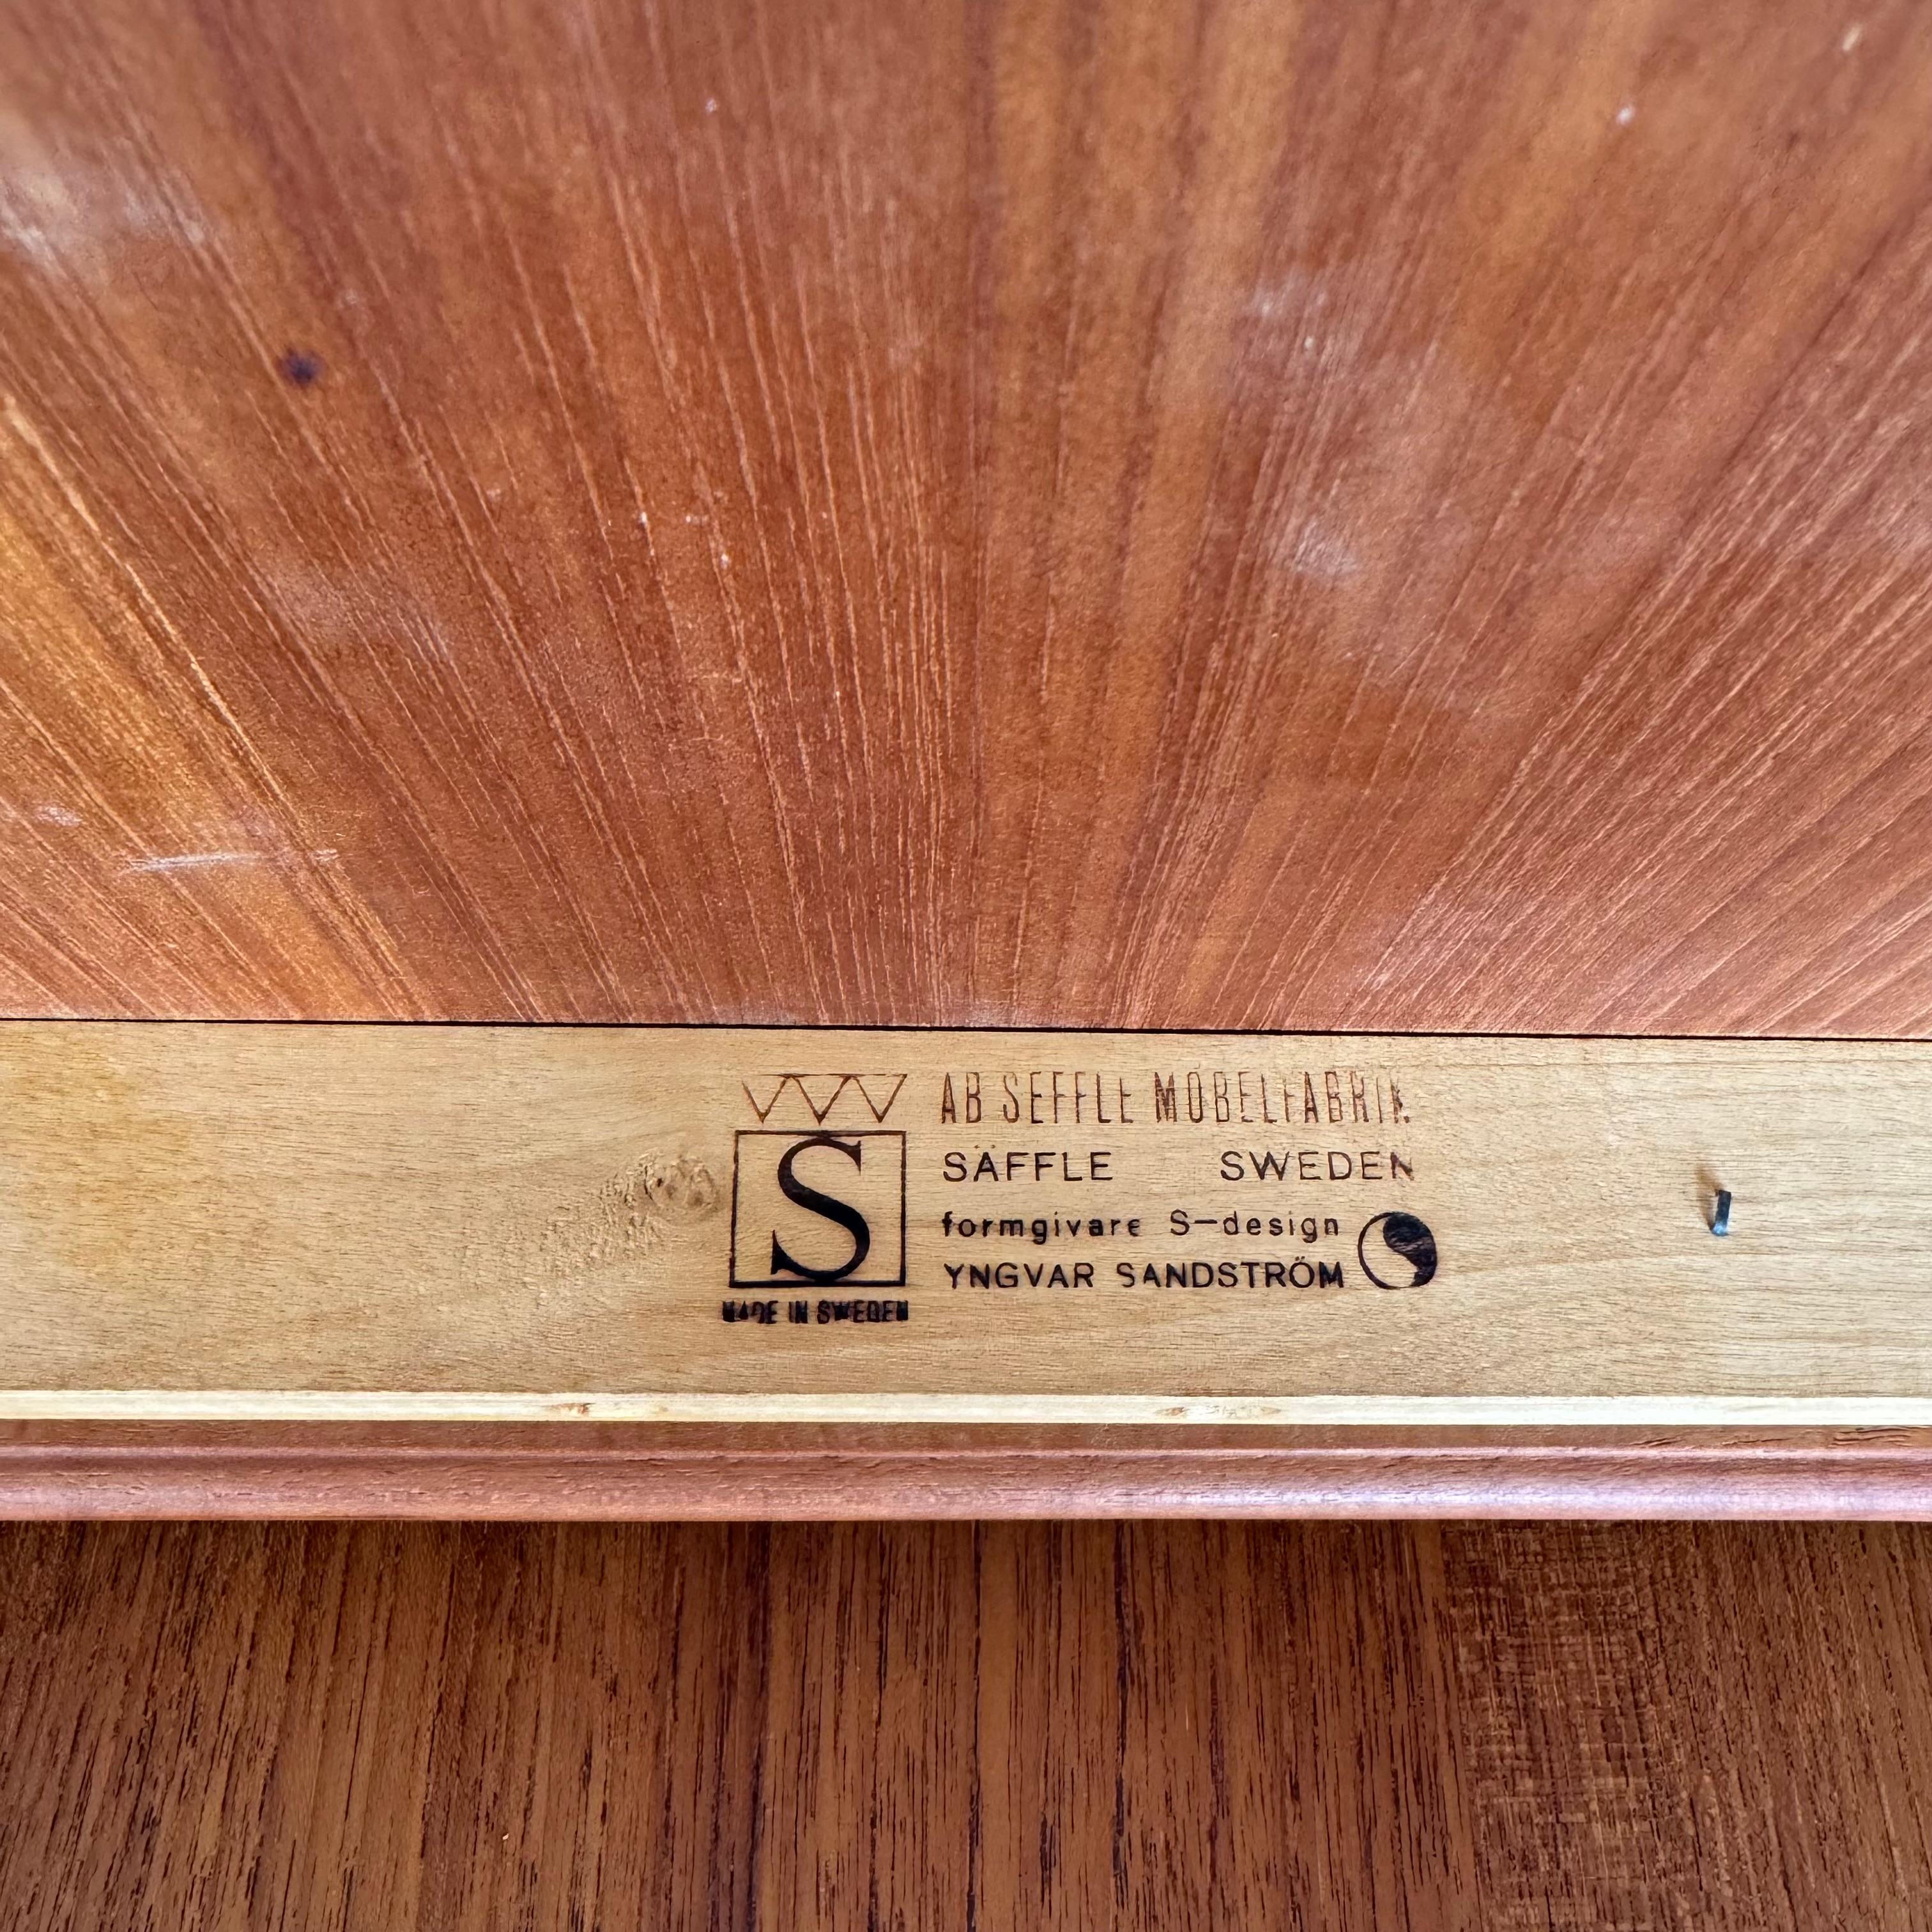 AB SEFFLE MÖBELFABRIK
SÄFFLE SWEDEN
formgivare S-design
YNGVAR SANDSTRÖM
S
MADE IN SWEDEN